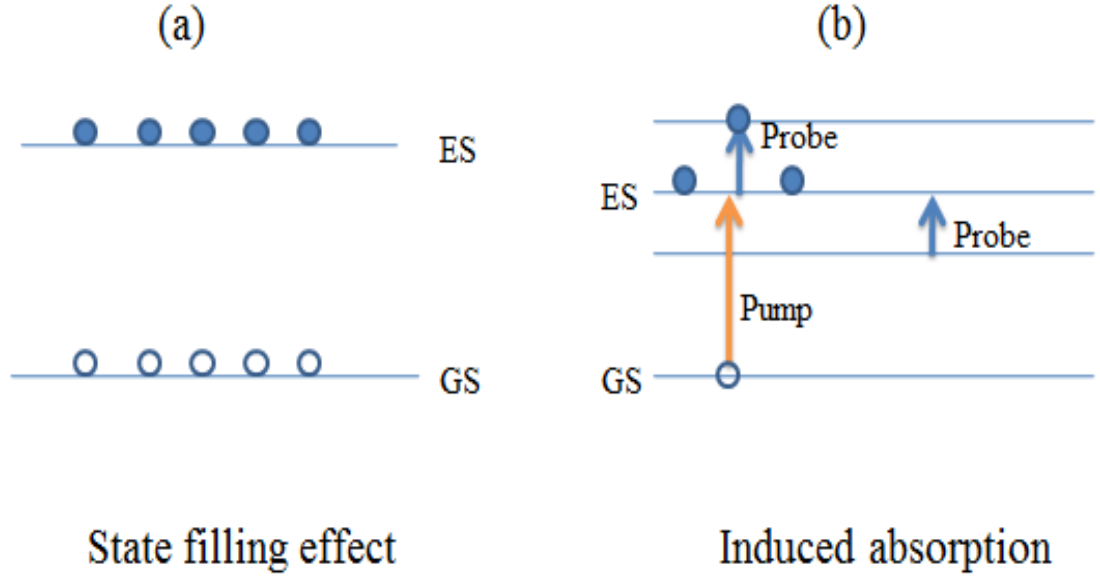 (a)
ES
GS
State filling effect
(b)
Probe
ES
Probe
Pump
GS
Induced absorption